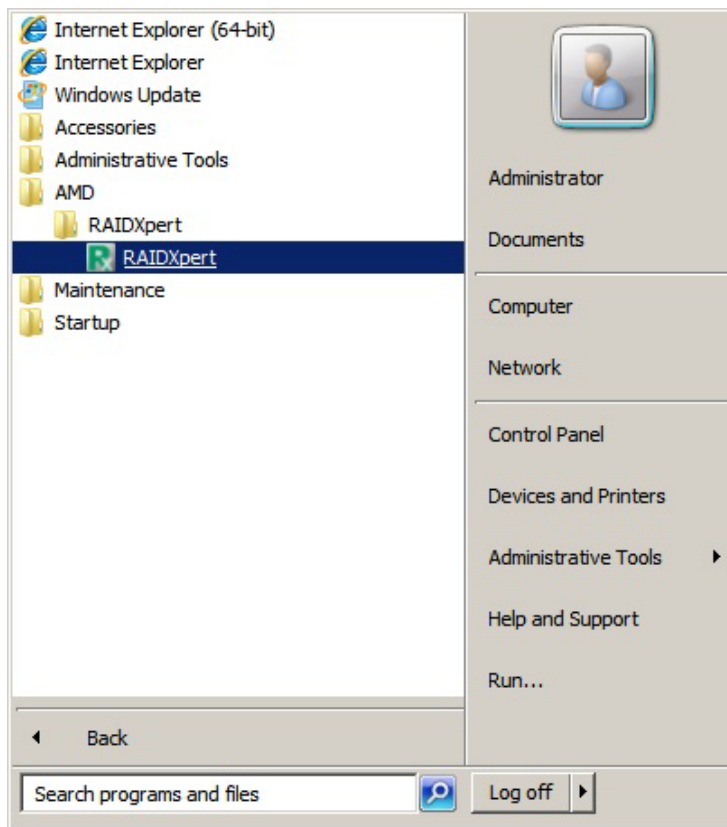 Internet Explorer (64-bit)
Internet Explorer
Windows Update
Accessories
Administrative Tools
AMD
RAIDXpert
RAIDXpert
Maintenance
Startup
Back
Search programs and files
Administrator
Documents
Computer
Network
Control Panel
Devices and Printers
Administrative Tools
Help and Support
Run...
Log off